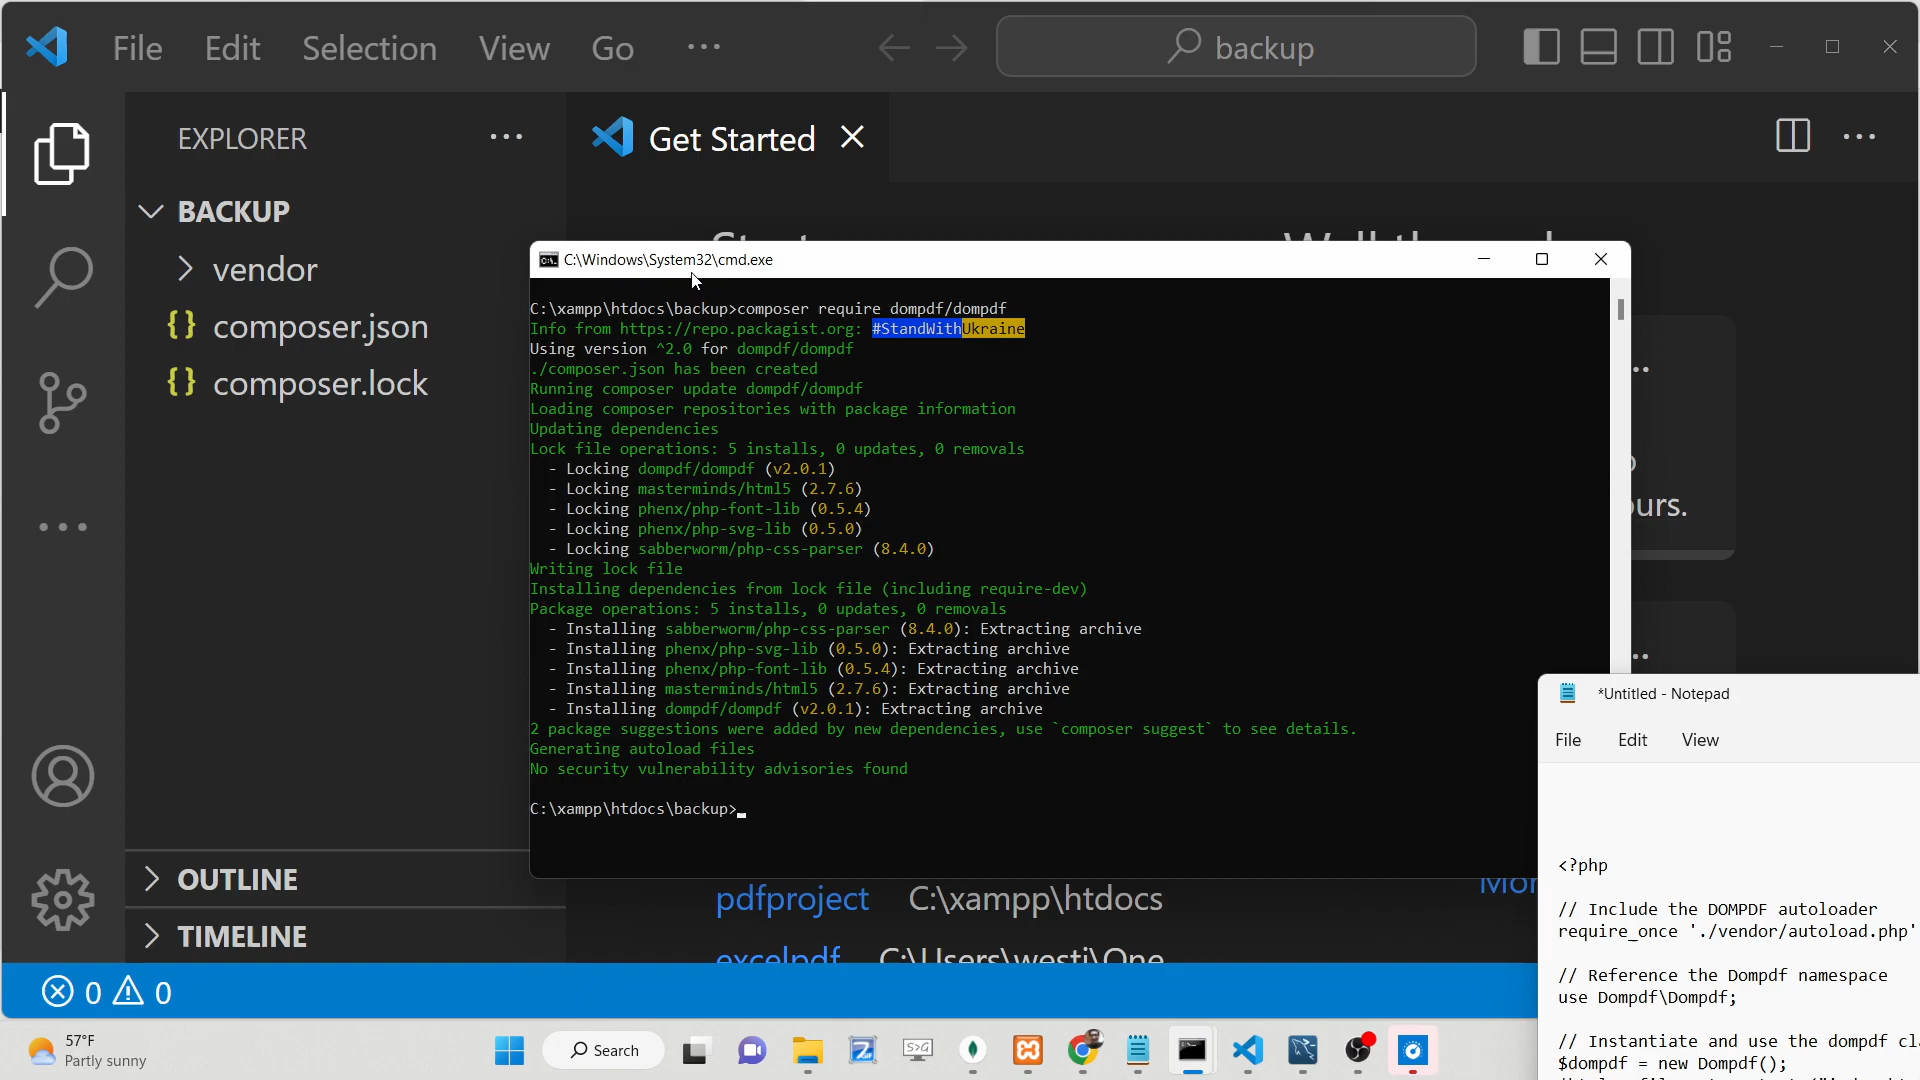 File Edit Selection View Go ...
backup
EXPLORER
Get Started
BACKUP
vendor
{} composer.json
{} composer.lock
C:\Windows\System32\cmd.exe
C:\xampp\htdocs\backup>composer require dompdf/dompdf
Info from https://repo.packagist.org: #StandWithUkraine
Using version ^2.0 for dompdf/dompdf
./composer.json has been created
Running composer update dompdf/dompdf
Loading composer repositories with package information
Updating dependencies
Lock file operations: 5 installs, 0 updates, 0 removals
- Locking dompdf/dompdf (v2.0.1)
- Locking masterminds/html5 (2.7.6)
- Locking phenx/php-font-lib (0.5.4)
- Locking phenx/php-svg-lib (0.5.0)
- Locking sabberworm/php-css-parser (8.4.0)
Writing lock file
Installing dependencies from lock file (including require-dev)
Package operations: 5 installs, 0 updates, 0 removals
- Installing sabberworm/php-css-parser (8.4.0): Extracting archive
- Installing phenx/php-svg-lib (0.5.0): Extracting archive
- Installing phenx/php-font-lib (0.5.4): Extracting archive
- Installing masterminds/html5 (2.7.6): Extracting archive
- Installing dompdf/dompdf (v2.0.1): Extracting archive
2 package suggestions were added by new dependencies, use `composer suggest` to see details.
Generating autoload files
No security vulnerability advisories found
C:\xampp\htdocs\backup>
ours.
pdfproject C:\xampp\htdocs
excelpdf C:\Users\westj\One
OUTLINE
TIMELINE
0 0
*Untitled - Notepad
File Edit View
<?php
// Include the DOMPDF autoloader
require_once './vendor/autoload.php'
// Reference the Dompdf namespace
use Dompdf\Dompdf;
// Instantiate and use the dompdf cl
$dompdf = new Dompdf();
57°F
Partly sunny
Search